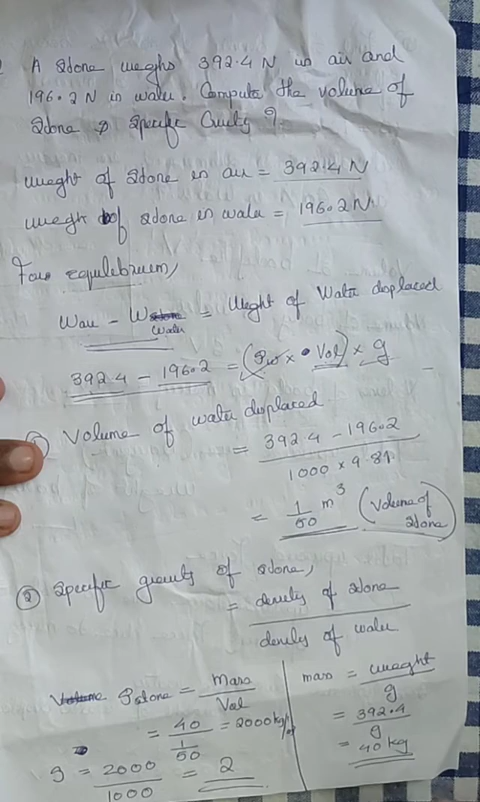 A stone weighs 392.4 N in air and
196.2 N in water. Compute the volume of
stone & Specific Gravity ?
weight of stone in air = 392.4 N
weight of stone in water = 196.2 N
For equilibrium,
Wair - Wwater = Weight of Water displaced
392.4 - 196.2 = (ρw × Vol) × g
① Volume of water displaced
= 392.4 - 196.2
1000 × 9.81
= 1/50 m³ (Volume of
stone)
② Specific gravity of stone,
= density of stone
density of water
ρstone = Mass
Vol
= 40 = 2000 kg/
1/50
S = 2000 = 2
1000
mass = weight
g
= 392.4
g
= 40 kg